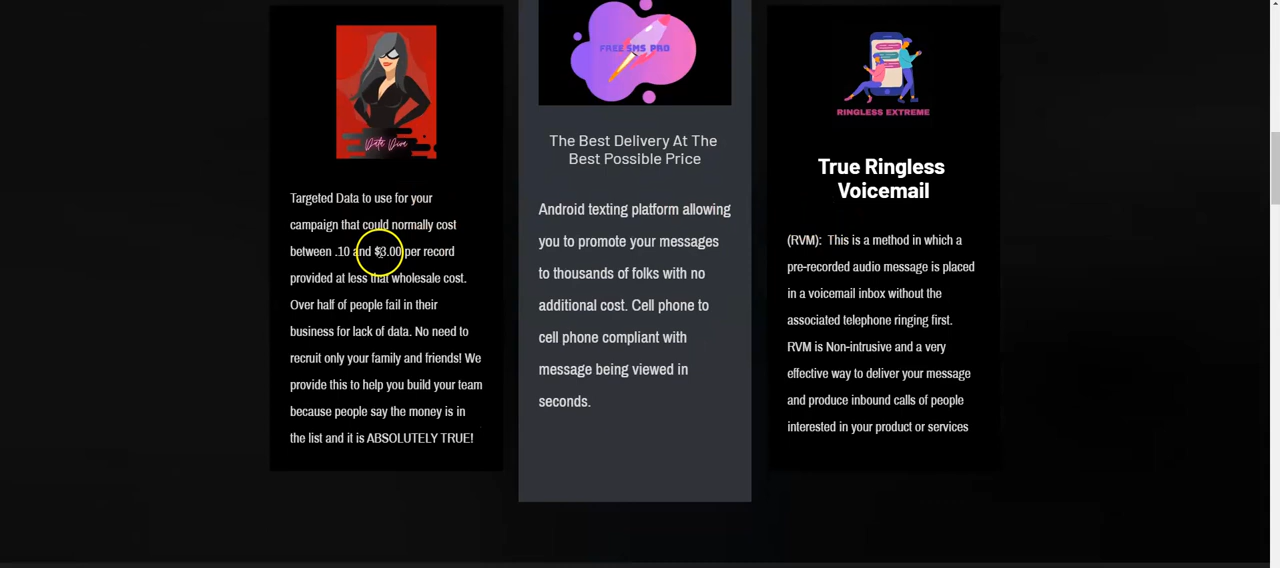 Data Diva
Targeted Data to use for your
campaign that could normally cost
between .10 and $3.00 per record
provided at less that wholesale cost.
Over half of people fail in their
business for lack of data. No need to
recruit only your family and friends! We
provide this to help you build your team
because people say the money is in
the list and it is ABSOLUTELY TRUE!
FREE SMS PRO
The Best Delivery At The
Best Possible Price
Android texting platform allowing
you to promote your messages
to thousands of folks with no
additional cost. Cell phone to
cell phone compliant with
message being viewed in
seconds.
RINGLESS EXTREME
True Ringless
Voicemail
(RVM): This is a method in which a
pre-recorded audio message is placed
in a voicemail inbox without the
associated telephone ringing first.
RVM is Non-intrusive and a very
effective way to deliver your message
and produce inbound calls of people
interested in your product or services